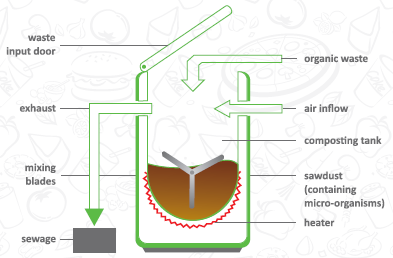 waste
input door
organic waste
exhaust
air inflow
composting tank
mixing
blades
sawdust
(containing
micro-organisms)
heater
sewage